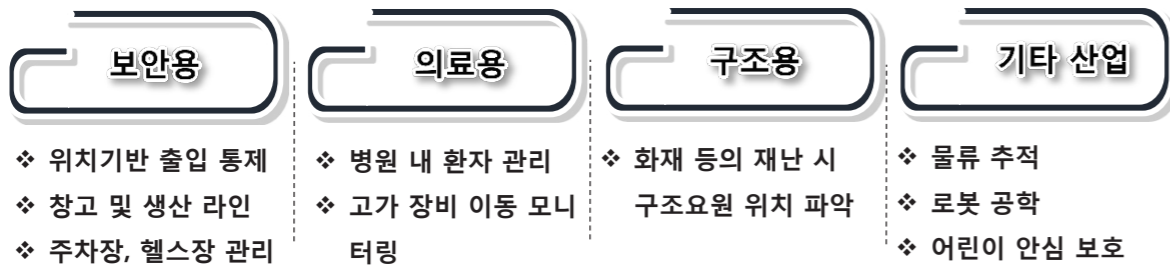 보안용
❖ 위치기반 출입 통제
❖ 창고 및 생산 라인
❖ 주차장, 헬스장 관리
의료용
❖ 병원 내 환자 관리
❖ 고가 장비 이동 모니
터링
구조용
❖ 화재 등의 재난 시
구조요원 위치 파악
기타 산업
❖ 물류 추적
❖ 로봇 공학
❖ 어린이 안심 보호